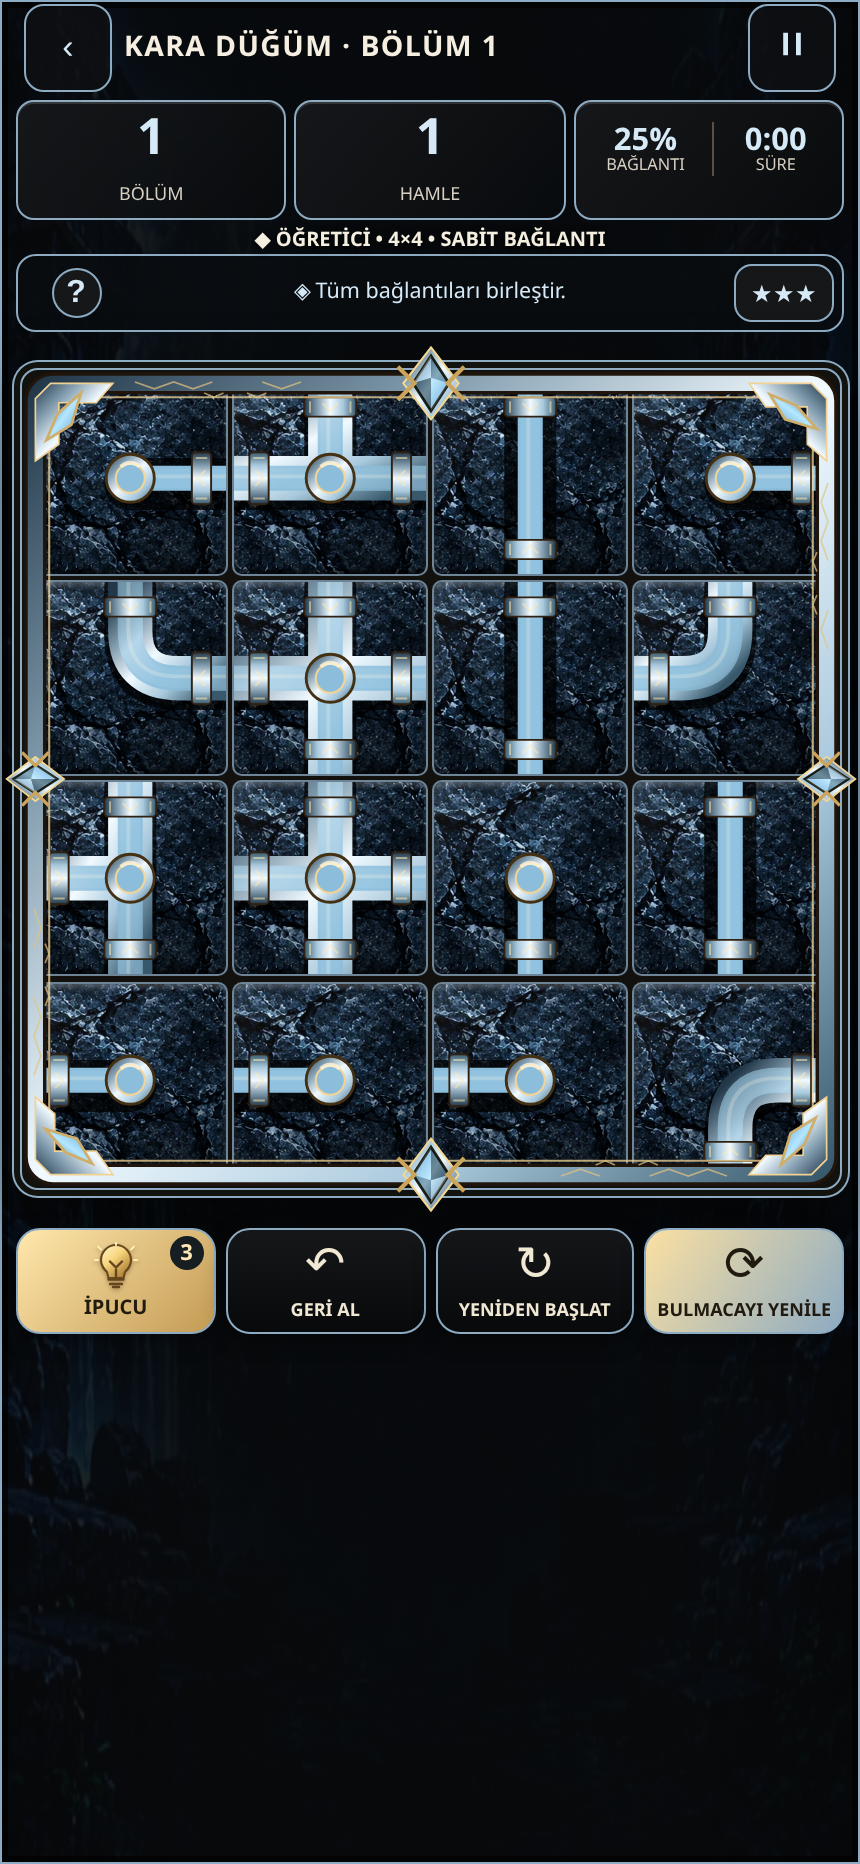 KARA DÜĞÜM · BÖLÜM 1
1
BÖLÜM
1
HAMLE
25%
BAĞLANTI
0:00
SÜRE
◆ ÖĞRETİCİ • 4×4 • SABİT BAĞLANTI
?
◈ Tüm bağlantıları birleştir.
★★★
3
İPUCU
GERİ AL
YENİDEN BAŞLAT
BULMACAYI YENİLE